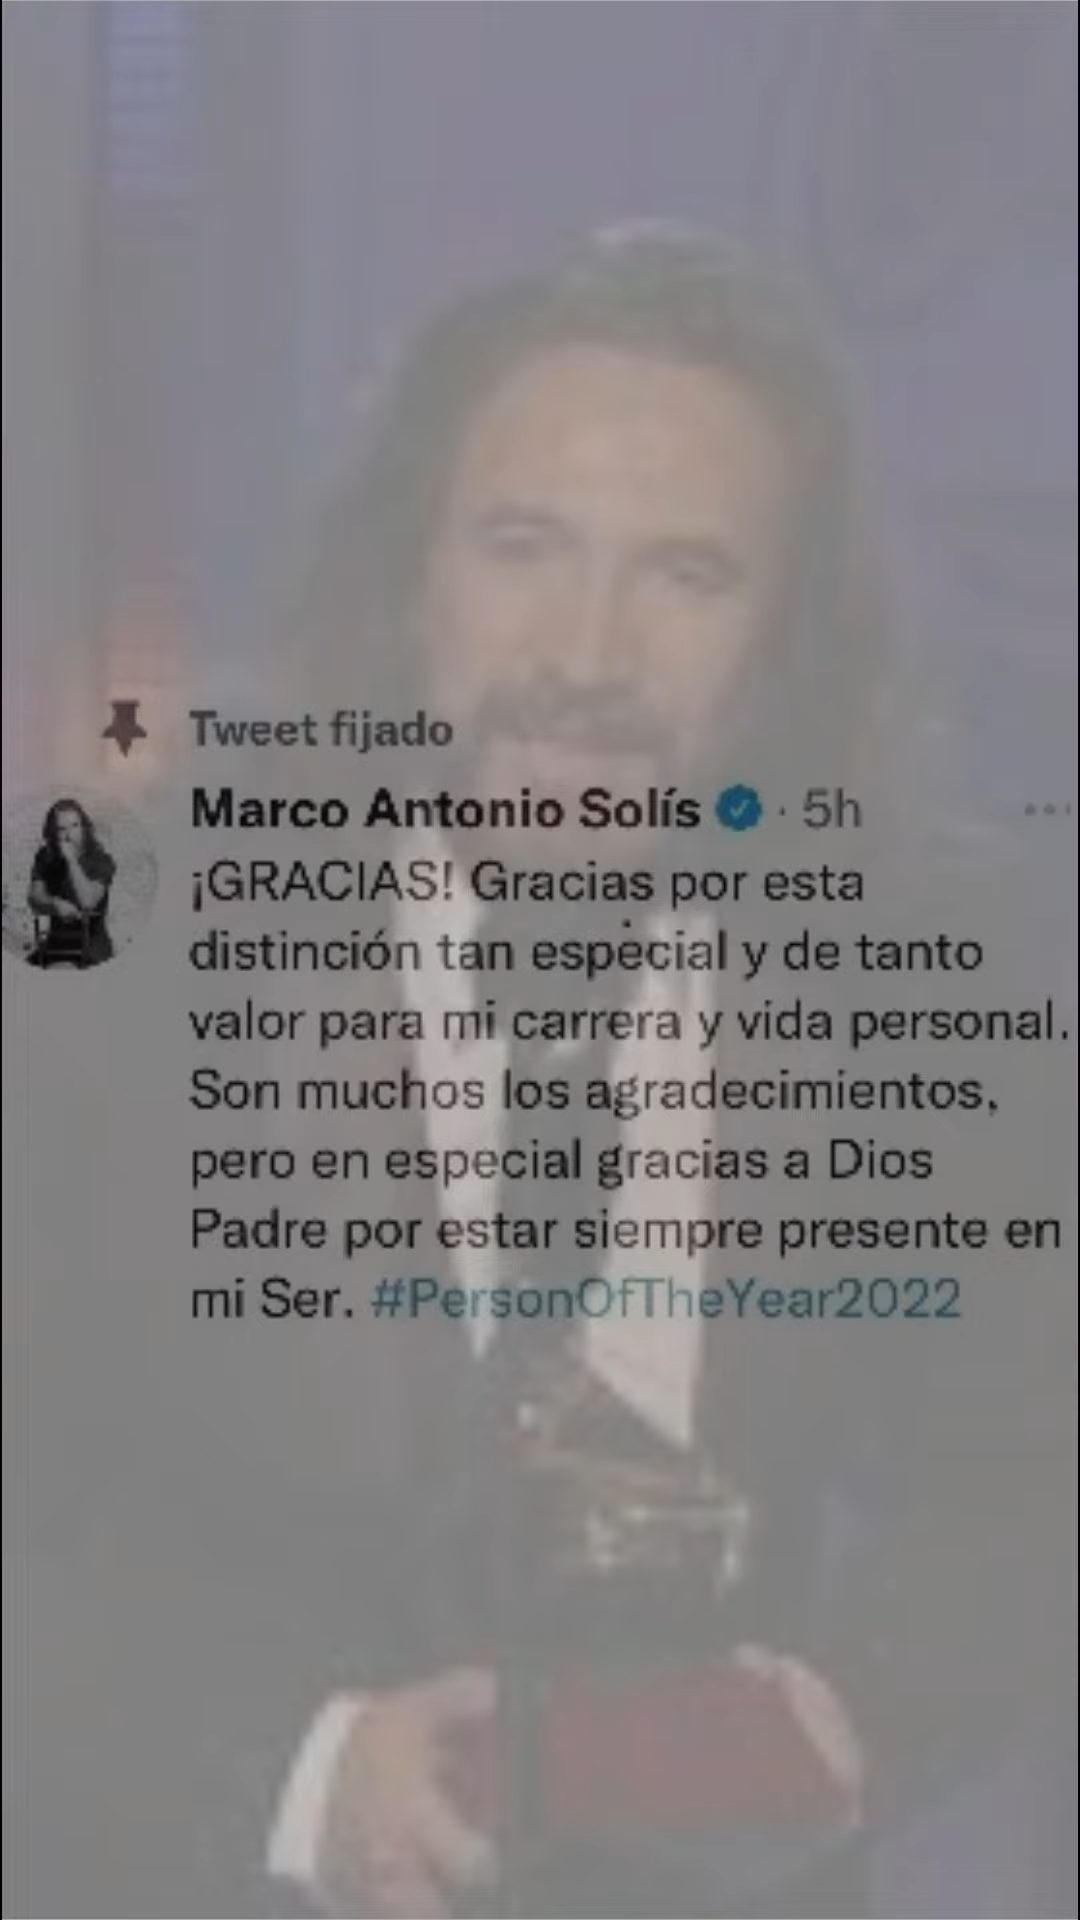 Tweet fijado
Marco Antonio Solís · 5h
¡GRACIAS! Gracias por esta
distinción tan especial y de tanto
valor para mi carrera y vida personal.
Son muchos los agradecimientos,
pero en especial gracias a Dios
Padre por estar siempre presente en
mi Ser. #PersonOfTheYear2022